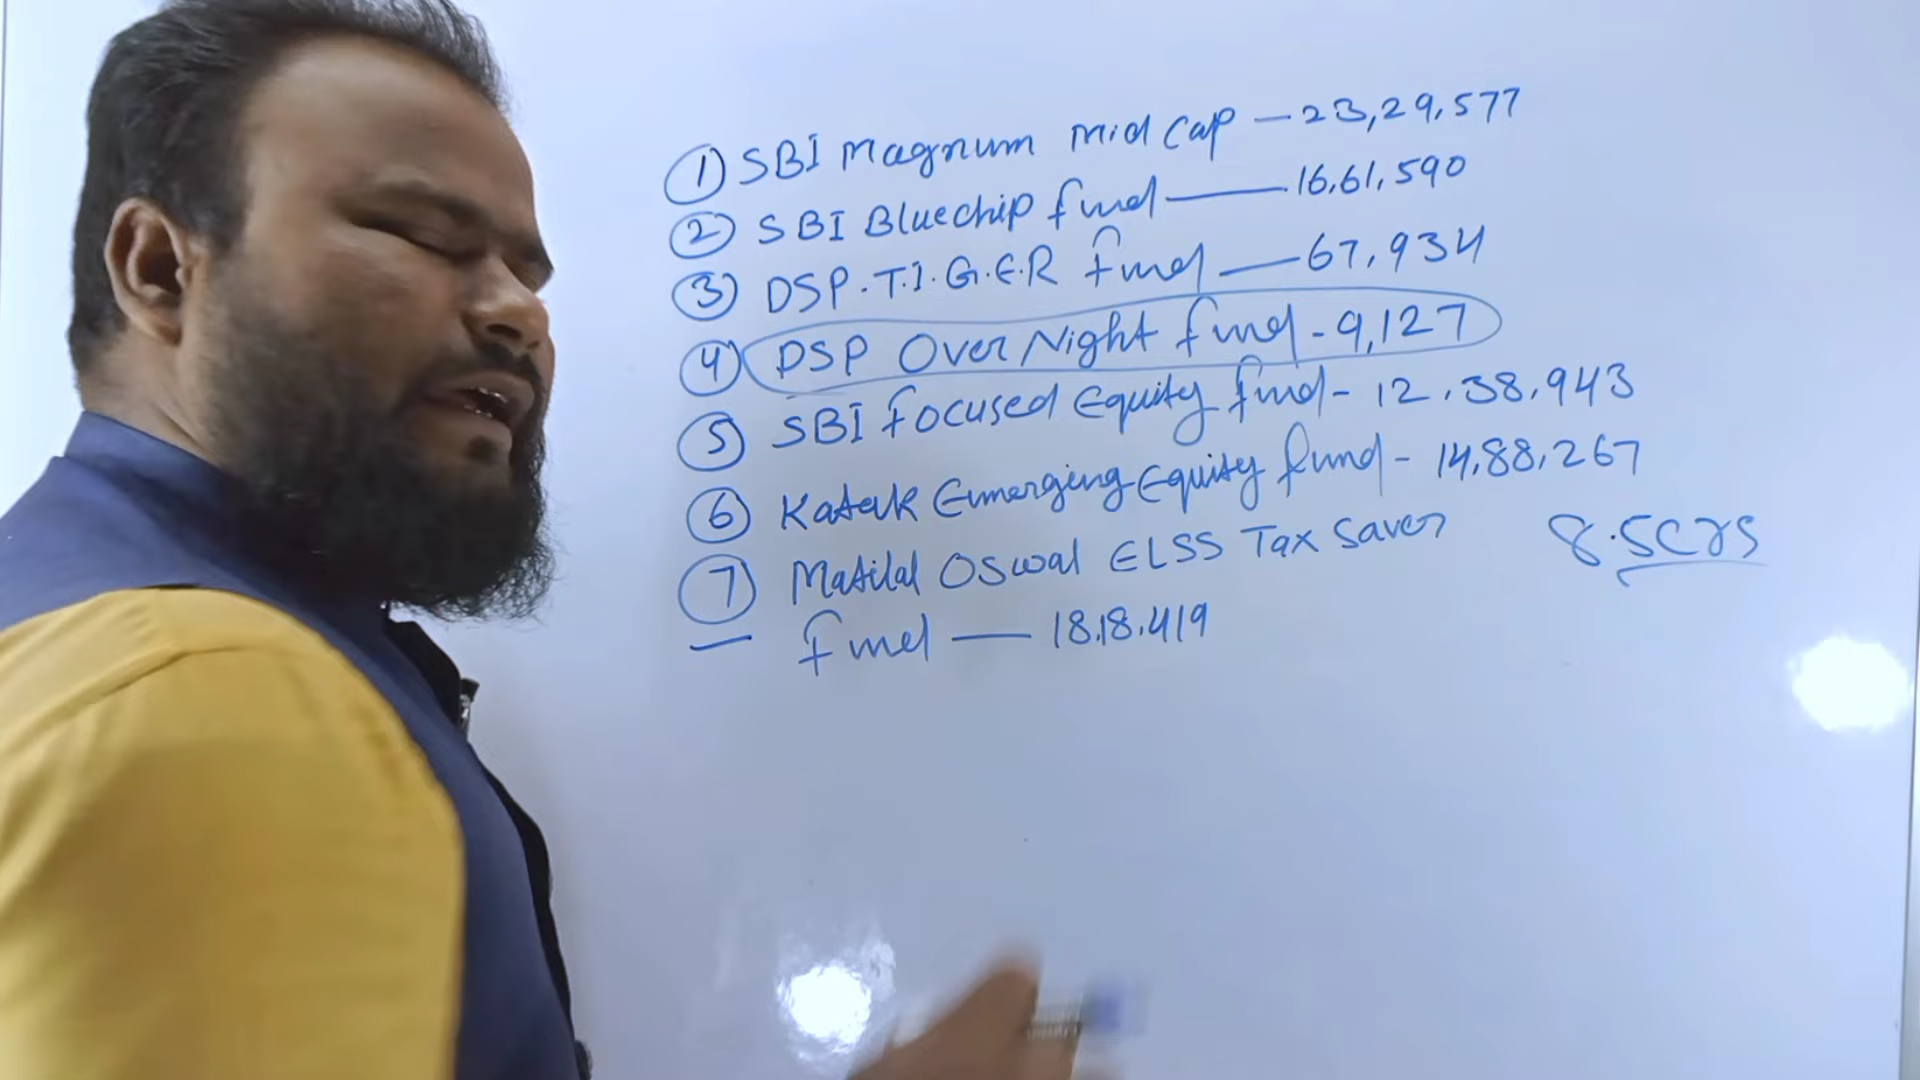 ① SBI Magnum Mid Cap — 23,29,577
② SBI Bluechip fund — 16,61,590
③ DSP.T.I.G.E.R fund — 67,934
④ DSP Over Night fund - 9,127
⑤ SBI focused Equity fund - 12.38,943
⑥ Kotak Emerging Equity fund - 14,88,267
⑦ Motilal Oswal ELSS Tax Saver
fund — 18,18,419
8.5Crs